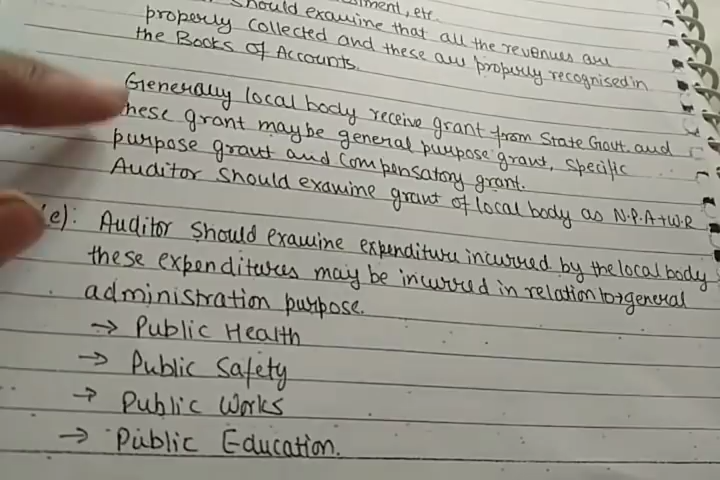 should examine that all the revenues are
properly collected and these are properly recognised in
the Books of Accounts.
Generally local body receive grant from State Govt. and
these grant may be general purpose grant, specific
purpose grant and compensatory grant.
Auditor should examine grant of local body as N.P.A+W.R
(e): Auditor should examine expenditure incurred by the local body
these expenditures may be incurred in relation to → general
administration purpose.
→ Public Health
→ Public Safety
→ Public Works
→ Public Education.